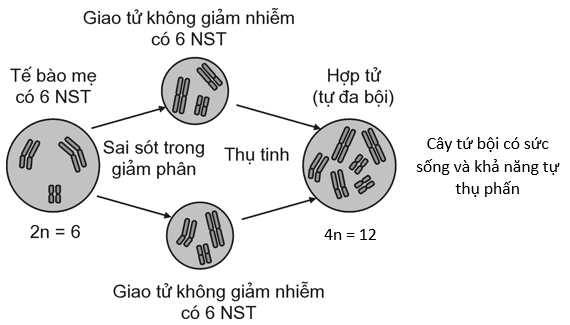 Giao tử không giảm nhiễm
có 6 NST
Tế bào mẹ
có 6 NST
Hợp tử
(tự đa bội)
Sai sót trong
giảm phân
Thụ tinh
Cây tứ bội có sức
sống và khả năng tự
thụ phấn
2n = 6
4n = 12
Giao tử không giảm nhiễm
có 6 NST